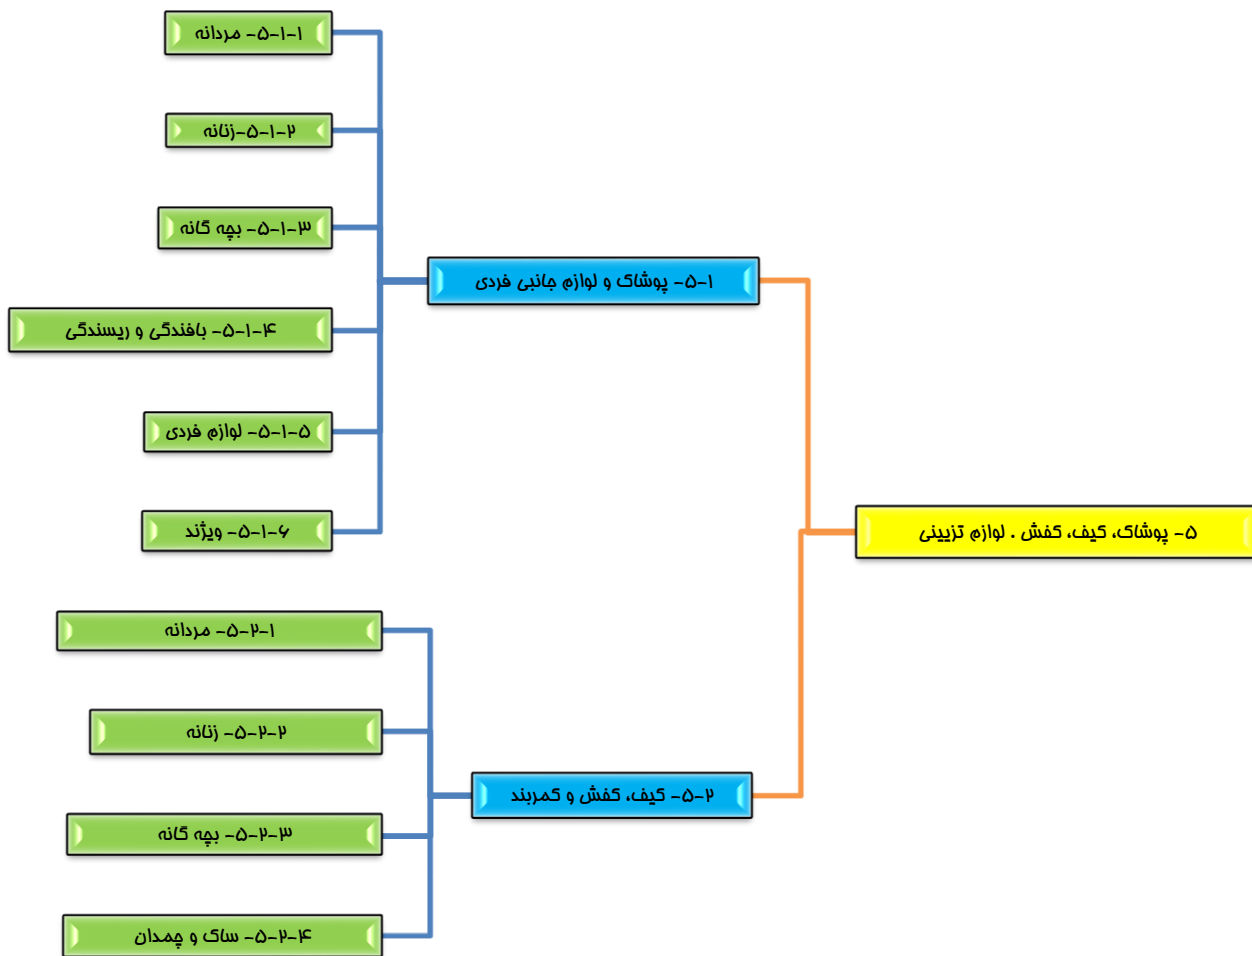 ۵- پوشاک، کیف، کفش . لوازم تزیینی
۵-۱- پوشاک و لوازم جانبی فردی
۵-۱-۱- مردانه
۵-۱-۲-زنانه
۵-۱-۳- بچه گانه
۵-۱-۴- بافندگی و ریسندگی
۵-۱-۵- لوازم فردی
۵-۱-۶- ویژند
۵-۲- کیف، کفش و کمربند
۵-۲-۱- مردانه
۵-۲-۲- زنانه
۵-۲-۳- بچه گانه
۵-۲-۴- ساک و چمدان